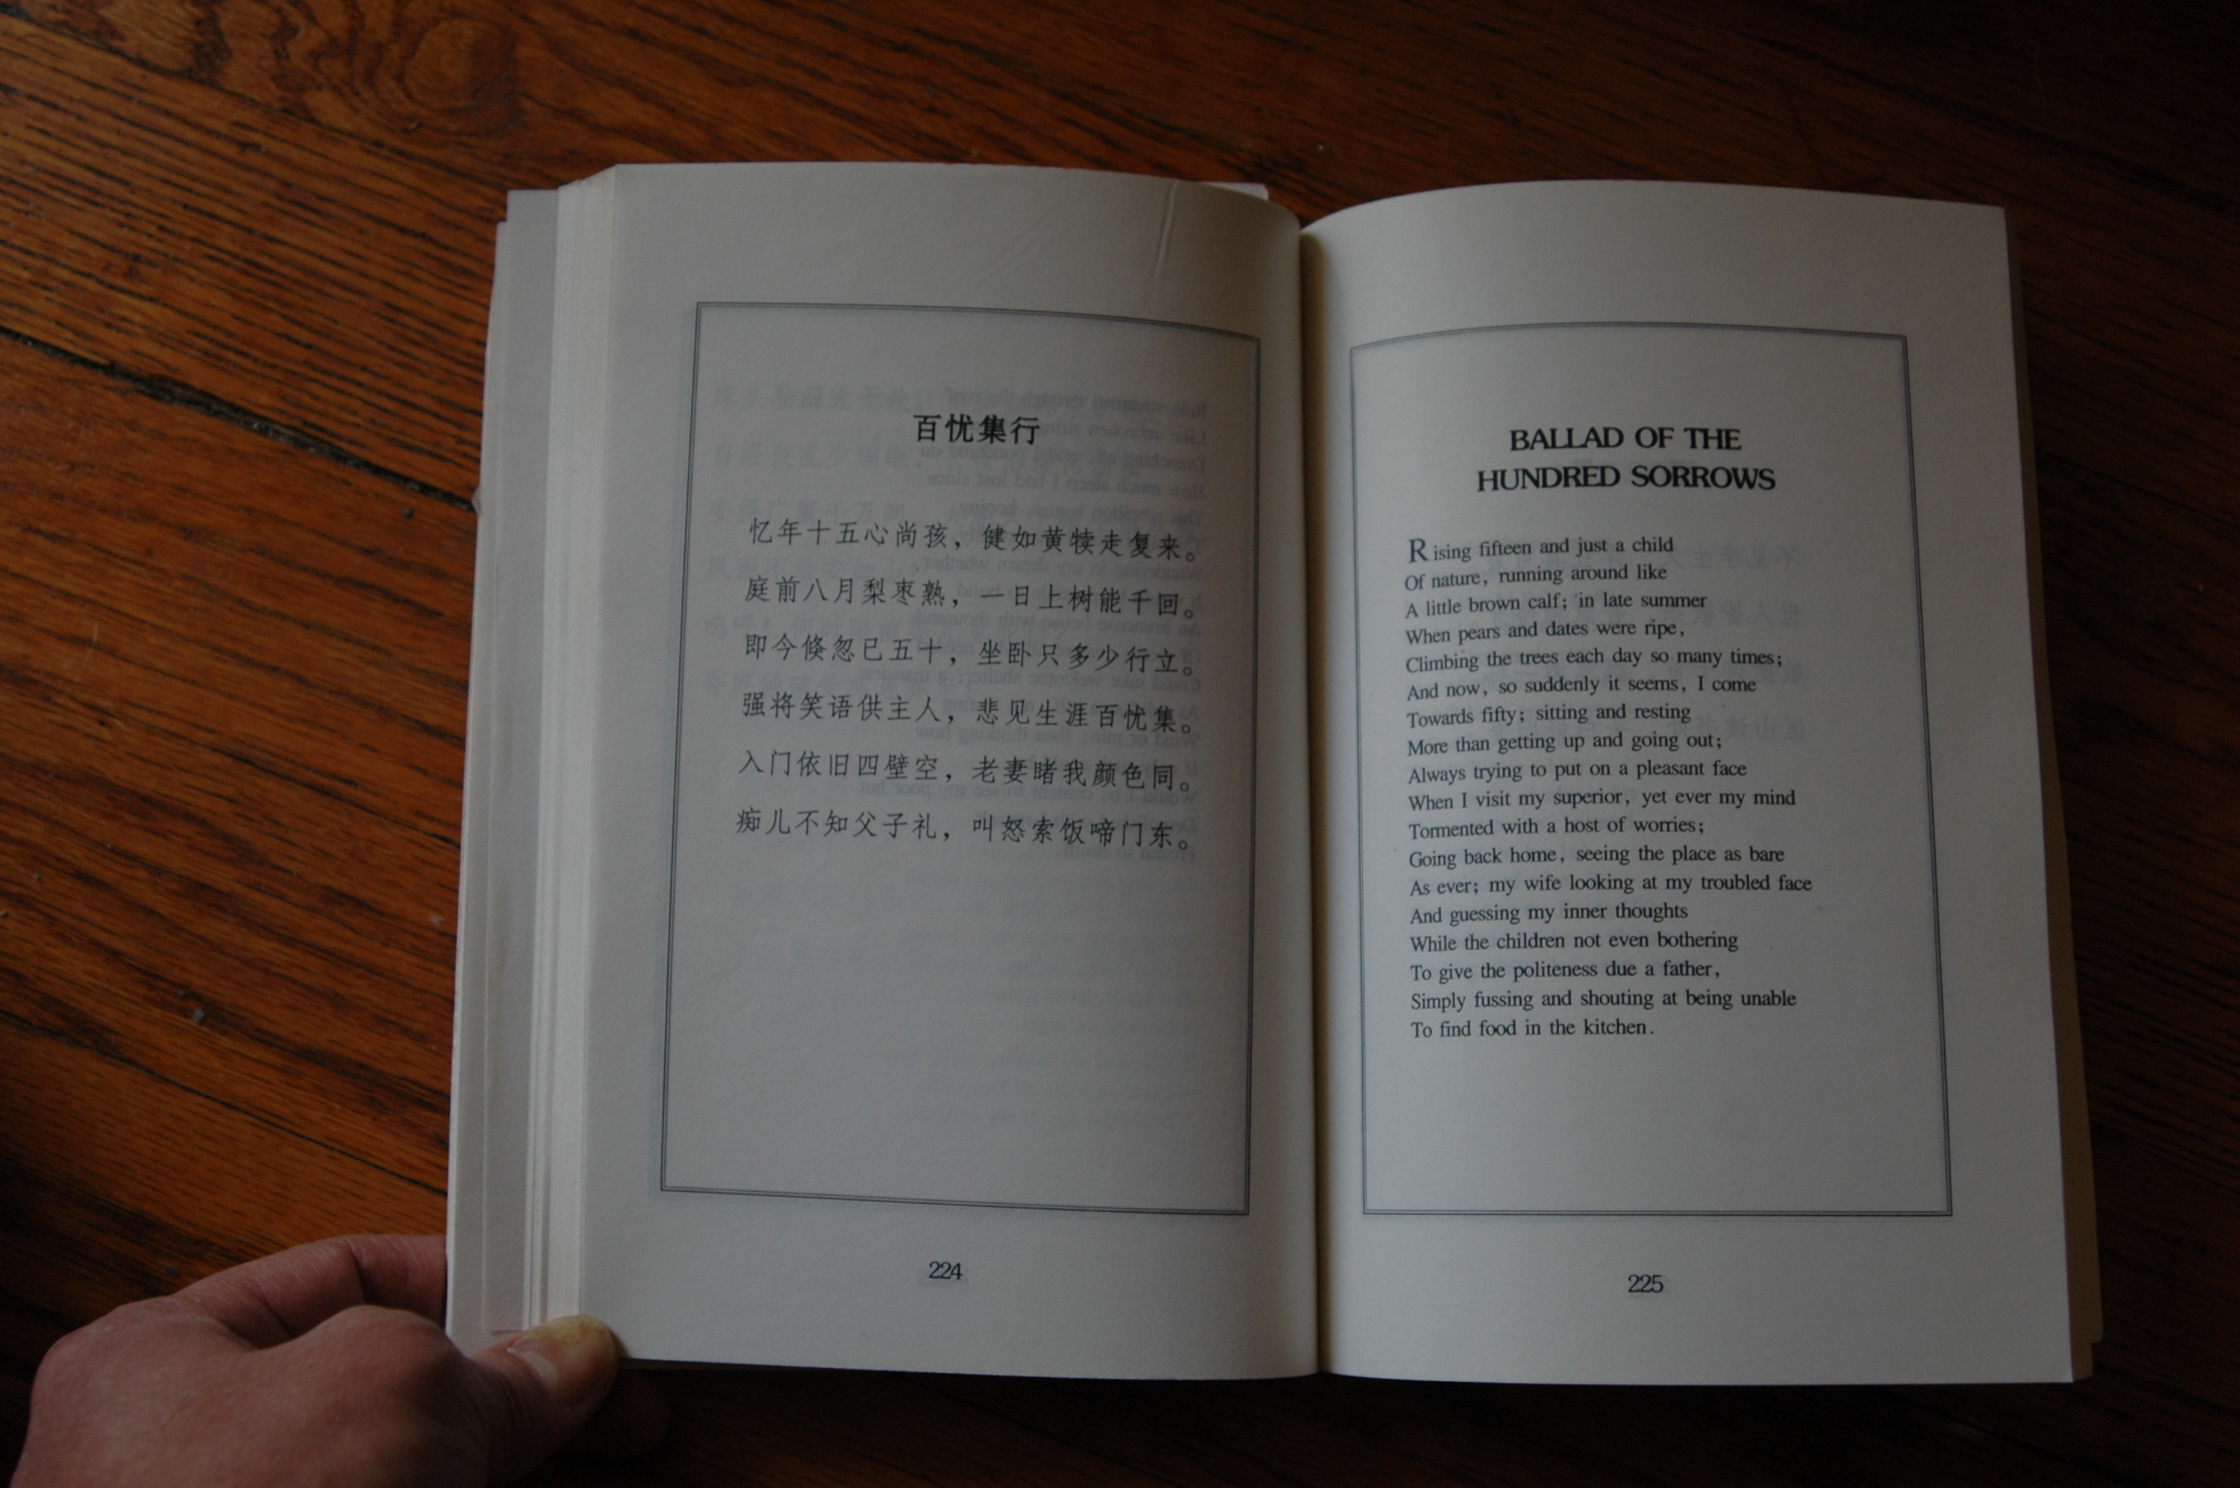 百忧集行
忆年十五心尚孩，健如黄犊走复来。
庭前八月梨枣熟，一日上树能千回。
即今倏忽已五十，坐卧只多少行立。
强将笑语供主人，悲见生涯百忧集。
入门依旧四壁空，老妻睹我颜色同。
痴儿不知父子礼，叫怒索饭啼门东。
224
BALLAD OF THE
HUNDRED SORROWS
Rising fifteen and just a child
Of nature, running around like
A little brown calf; in late summer
When pears and dates were ripe,
Climbing the trees each day so many times;
And now, so suddenly it seems, I come
Towards fifty; sitting and resting
More than getting up and going out;
Always trying to put on a pleasant face
When I visit my superior, yet ever my mind
Tormented with a host of worries;
Going back home, seeing the place as bare
As ever; my wife looking at my troubled face
And guessing my inner thoughts
While the children not even bothering
To give the politeness due a father,
Simply fussing and shouting at being unable
To find food in the kitchen.
225